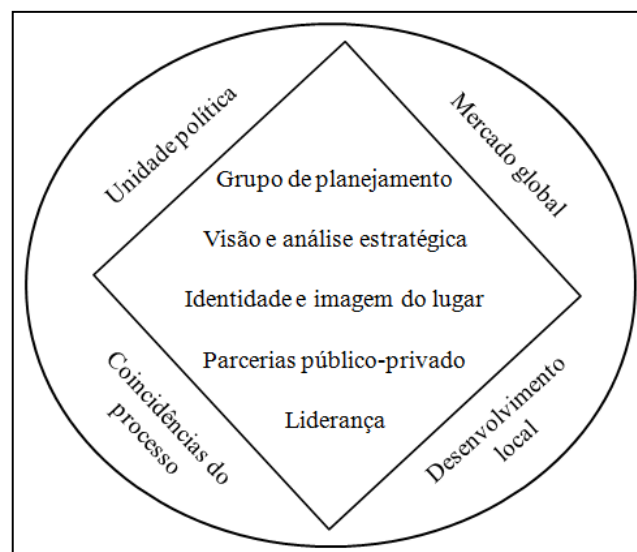 Unidade política
Mercado global
Grupo de planejamento
Visão e análise estratégica
Identidade e imagem do lugar
Parcerias público-privado
Liderança
Coincidências do
processo
Desenvolvimento
local